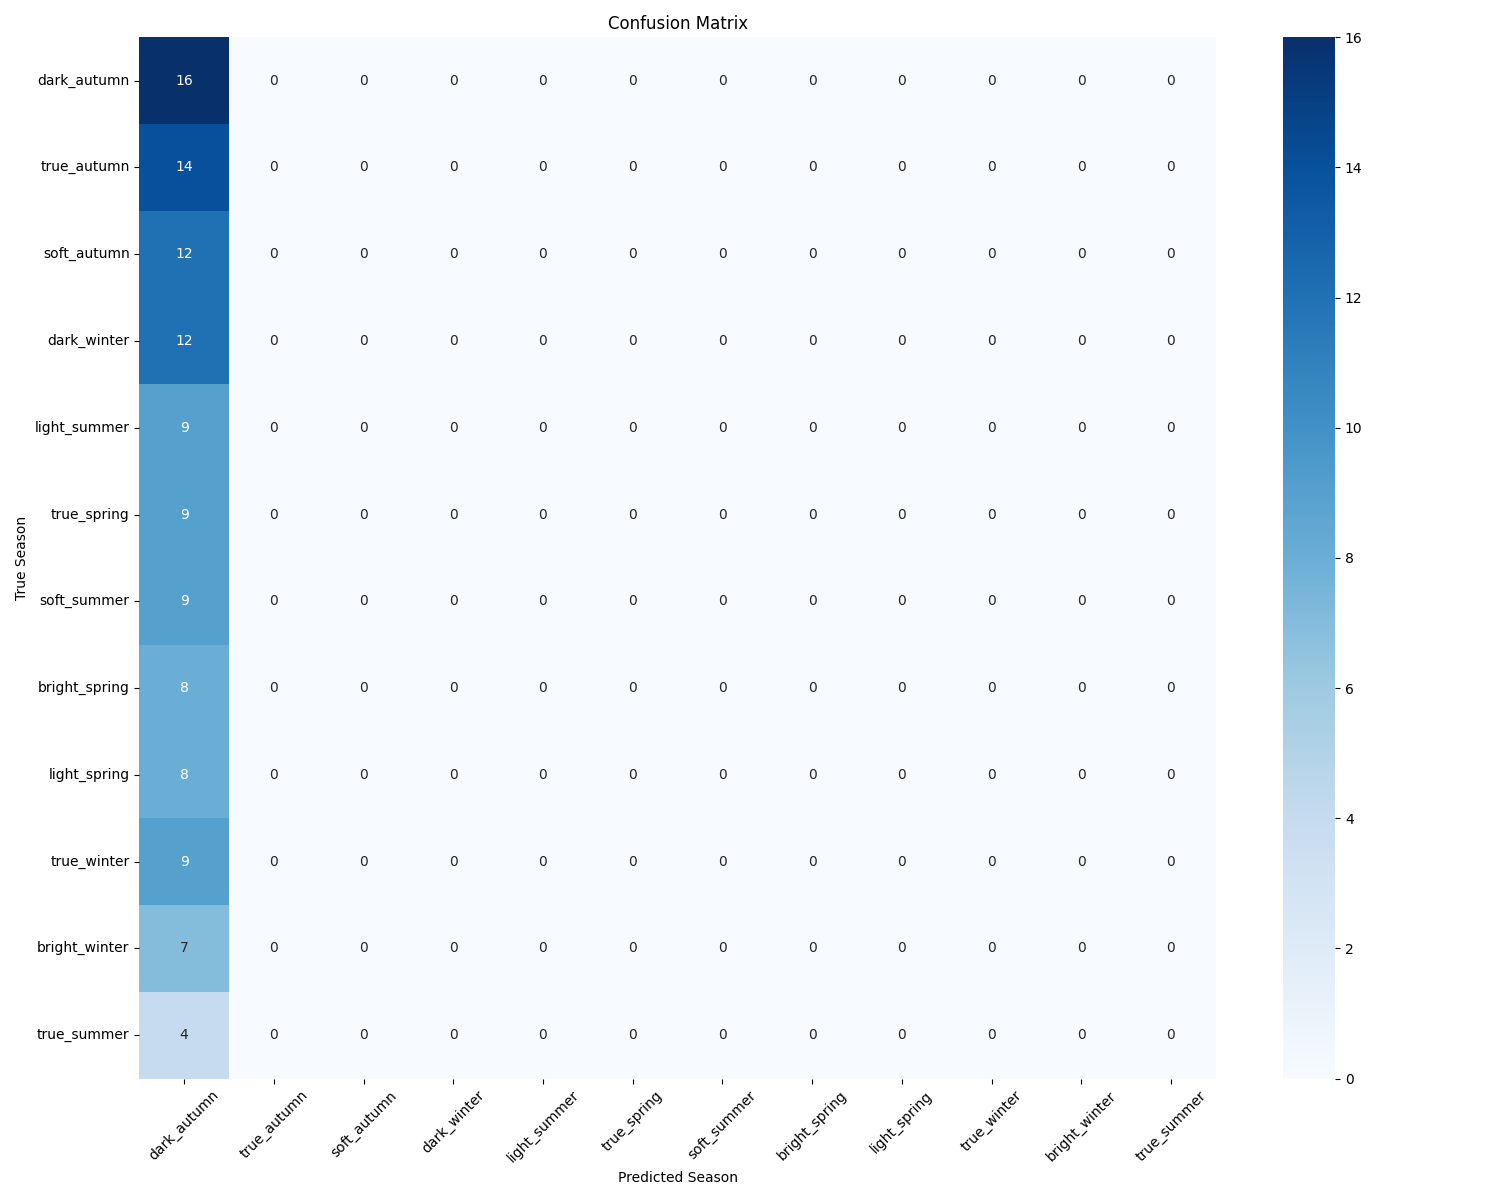 Confusion Matrix
dark_autumn 16 0 0 0 0 0 0 0 0 0 0 0
true_autumn 14 0 0 0 0 0 0 0 0 0 0 0
soft_autumn 12 0 0 0 0 0 0 0 0 0 0 0
dark_winter 12 0 0 0 0 0 0 0 0 0 0 0
light_summer 9 0 0 0 0 0 0 0 0 0 0 0
true_spring 9 0 0 0 0 0 0 0 0 0 0 0
soft_summer 9 0 0 0 0 0 0 0 0 0 0 0
bright_spring 8 0 0 0 0 0 0 0 0 0 0 0
light_spring 8 0 0 0 0 0 0 0 0 0 0 0
true_winter 9 0 0 0 0 0 0 0 0 0 0 0
bright_winter 7 0 0 0 0 0 0 0 0 0 0 0
true_summer 4 0 0 0 0 0 0 0 0 0 0 0
True Season
dark_autumn true_autumn soft_autumn dark_winter light_summer true_spring soft_summer bright_spring light_spring true_winter bright_winter true_summer
Predicted Season
16
14
12
10
8
6
4
2
0